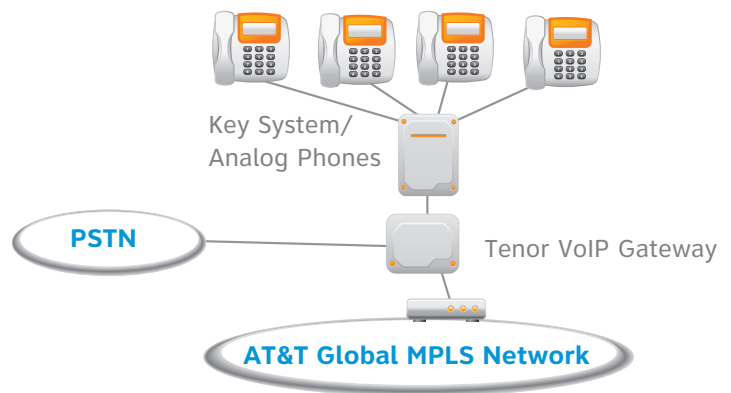 Key System/
Analog Phones
PSTN
Tenor VoIP Gateway
AT&T Global MPLS Network